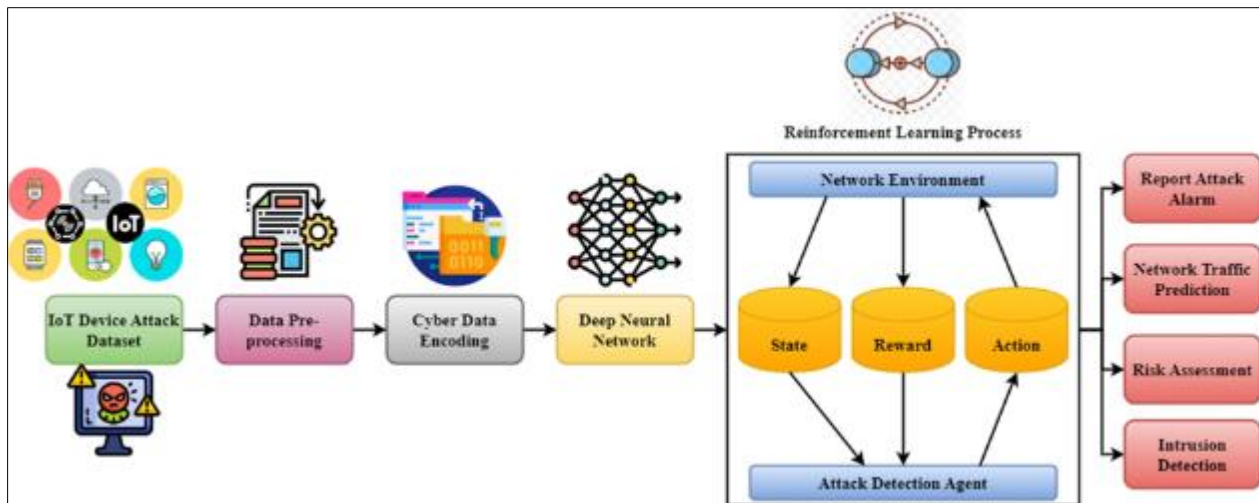 Reinforcement Learning Process
Network Environment
Report Attack
Alarm
IoT
0011
0110
Network Traffic
Prediction
IoT Device Attack
Dataset
Data Pre-
processing
Cyber Data
Encoding
Deep Neural
Network
State
Reward
Action
Risk Assessment
Attack Detection Agent
Intrusion
Detection